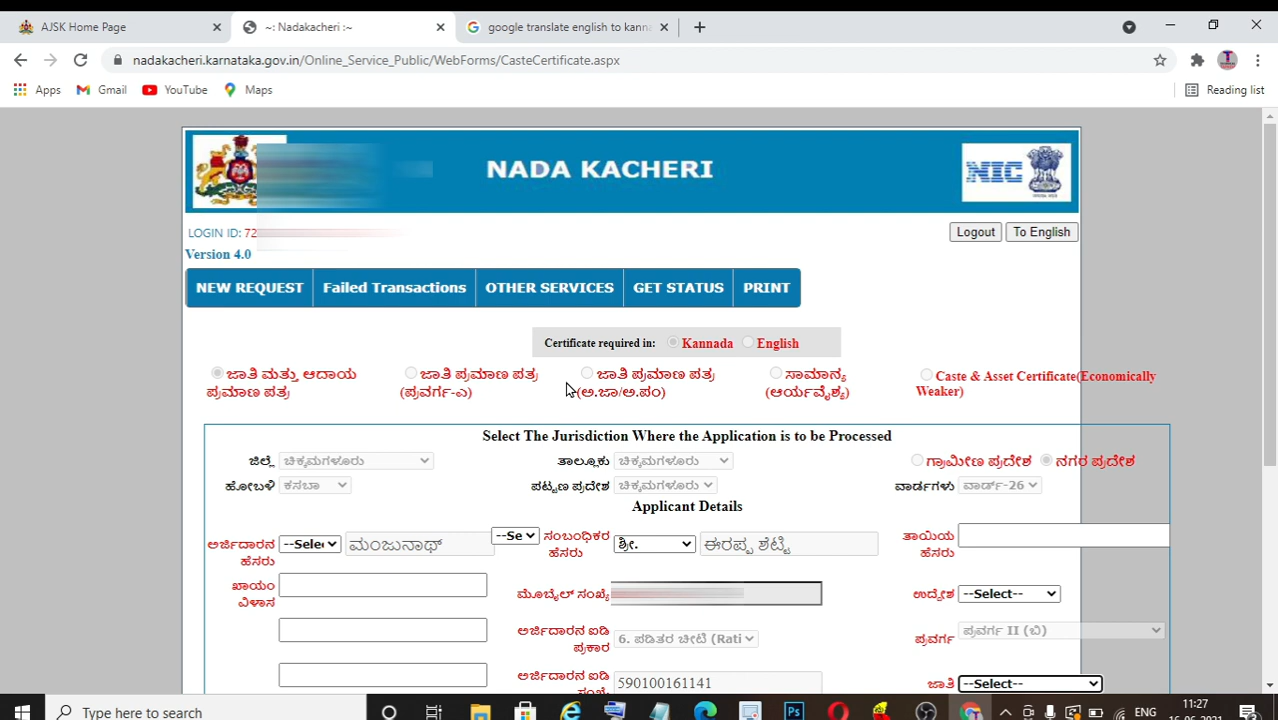 AJSK Home Page
~: Nadakacheri :~
google translate english to kann
nadakacheri.karnataka.gov.in/Online_Service_Public/WebForms/CasteCertificate.aspx
Apps Gmail YouTube Maps Reading list
NADA KACHERI
NIC
LOGIN ID: 72
Logout To English
Version 4.0
NEW REQUEST Failed Transactions OTHER SERVICES GET STATUS PRINT
Certificate required in: Kannada English
ಜಾತಿ ಮತ್ತು ಆದಾಯ ಜಾತಿ ಪ್ರಮಾಣ ಪತ್ರ ಜಾತಿ ಪ್ರಮಾಣ ಪತ್ರ ಸಾಮಾನ್ಯ Caste & Asset Certificate(Economically
ಪ್ರಮಾಣ ಪತ್ರ (ಪ್ರವರ್ಗ-ಎ) (ಅ.ಜಾ/ಅ.ಪಂ) (ಆರ್ಯವೈಶ್ಯ) Weaker)
Select The Jurisdiction Where the Application is to be Processed
ಜಿಲ್ಲೆ ಚಿಕ್ಕಮಗಳೂರು ತಾಲ್ಲೂಕು ಚಿಕ್ಕಮಗಳೂರು ಗ್ರಾಮೀಣ ಪ್ರದೇಶ ನಗರ ಪ್ರದೇಶ
ಹೋಬಳಿ ಕಸಬಾ ಪಟ್ಟಣ ಪ್ರದೇಶ ಚಿಕ್ಕಮಗಳೂರು ವಾರ್ಡಗಳು ವಾರ್ಡ್-26
Applicant Details
ಅರ್ಜಿದಾರನ --Selec ಮಂಜುನಾಥ್ --Se ಸಂಬಂಧಿಕರ ಶ್ರೀ. ಈರಪ್ಪ ಶೆಟ್ಟಿ ತಾಯಿಯ
ಹೆಸರು ಹೆಸರು ಹೆಸರು
ಖಾಯಂ ಮೊಬೈಲ್ ಸಂಖ್ಯೆ ಉದ್ದೇಶ --Select--
ವಿಳಾಸ
ಅರ್ಜಿದಾರನ ಐಡಿ 6. ಪಡಿತರ ಚೀಟಿ (Rati ಪ್ರವರ್ಗ ಪ್ರವರ್ಗ II (ಬಿ)
ಪ್ರಕಾರ
ಅರ್ಜಿದಾರನ ಐಡಿ 590100161141 ಜಾತಿ --Select--
Type here to search
ENG
11:27
16-06-2021